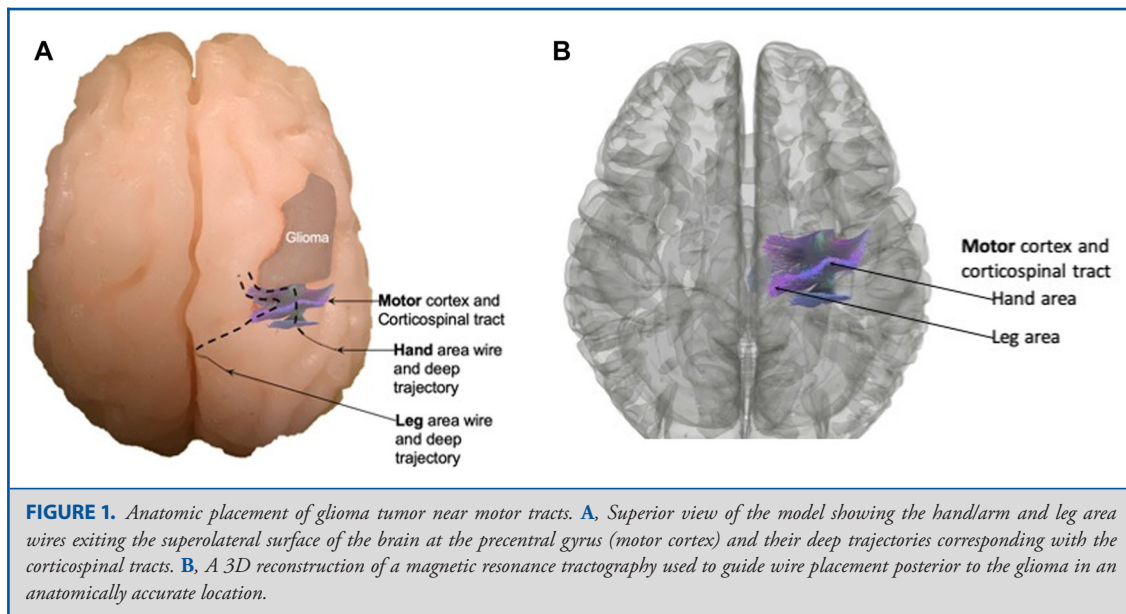 A
Glioma
Motor cortex and
Corticospinal tract
Hand area wire
and deep
trajectory
Leg area wire
and deep
trajectory
B
Motor cortex and
corticospinal tract
Hand area
Leg area
FIGURE 1. Anatomic placement of glioma tumor near motor tracts. A, Superior view of the model showing the hand/arm and leg area
wires exiting the superolateral surface of the brain at the precentral gyrus (motor cortex) and their deep trajectories corresponding with the
corticospinal tracts. B, A 3D reconstruction of a magnetic resonance tractography used to guide wire placement posterior to the glioma in an
anatomically accurate location.